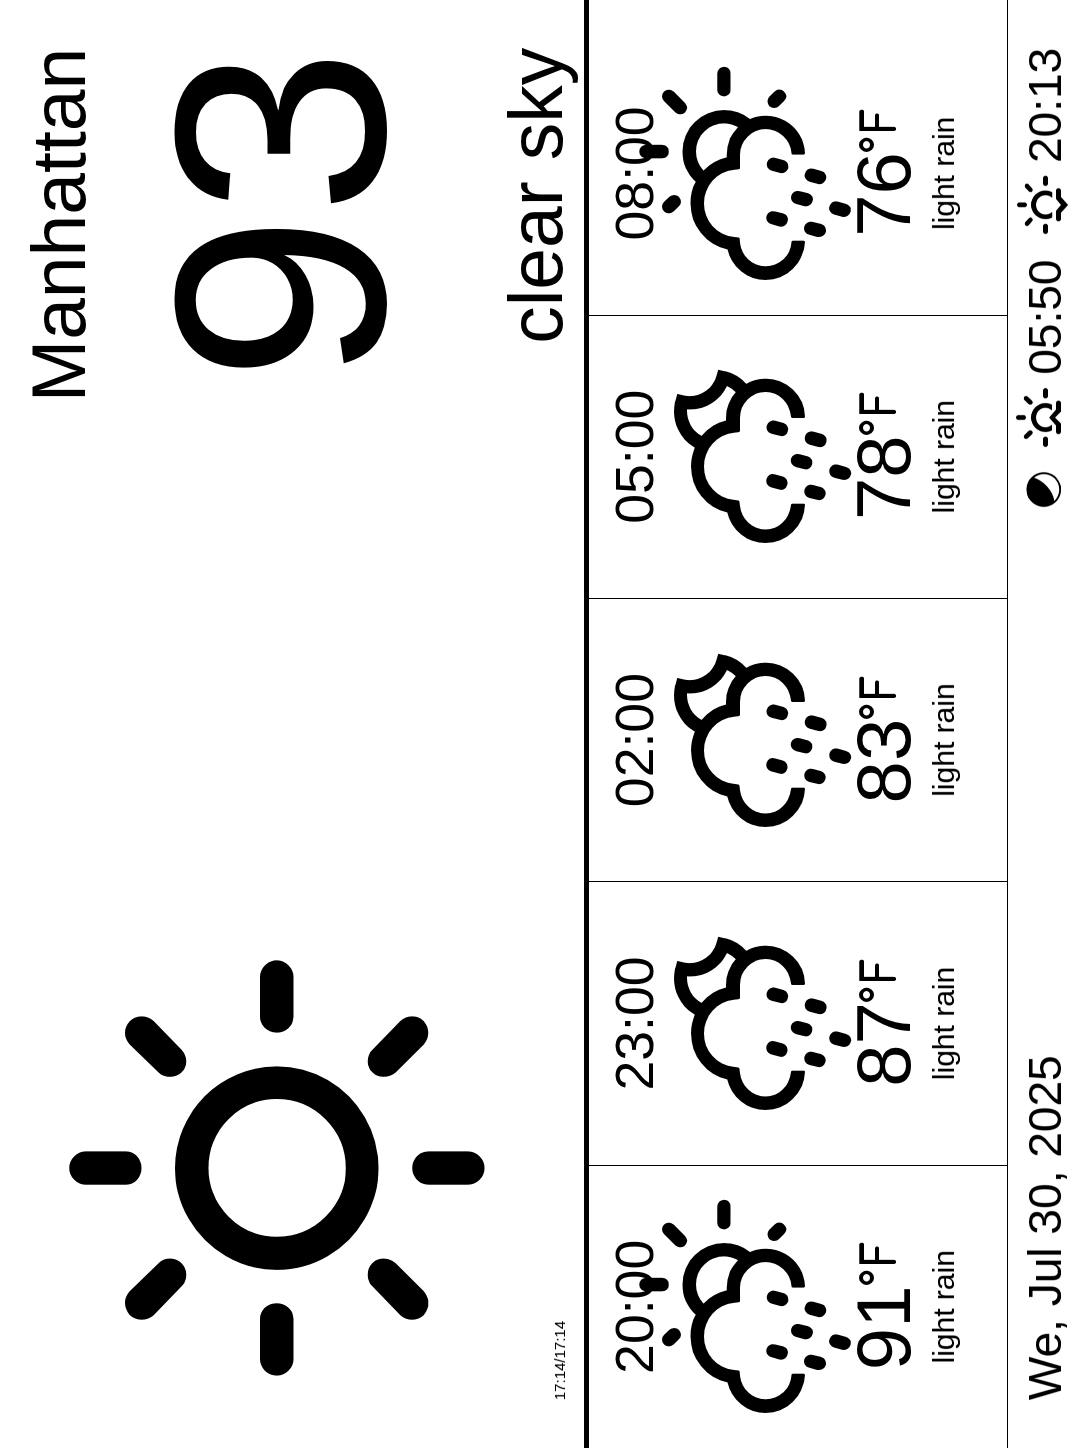 Manhattan
93
clear sky
17:14/17:14
20:00 23:00 02:00 05:00 08:00
91°F 87°F 83°F 78°F 76°F
light rain light rain light rain light rain light rain
We, Jul 30, 2025 05:50 20:13